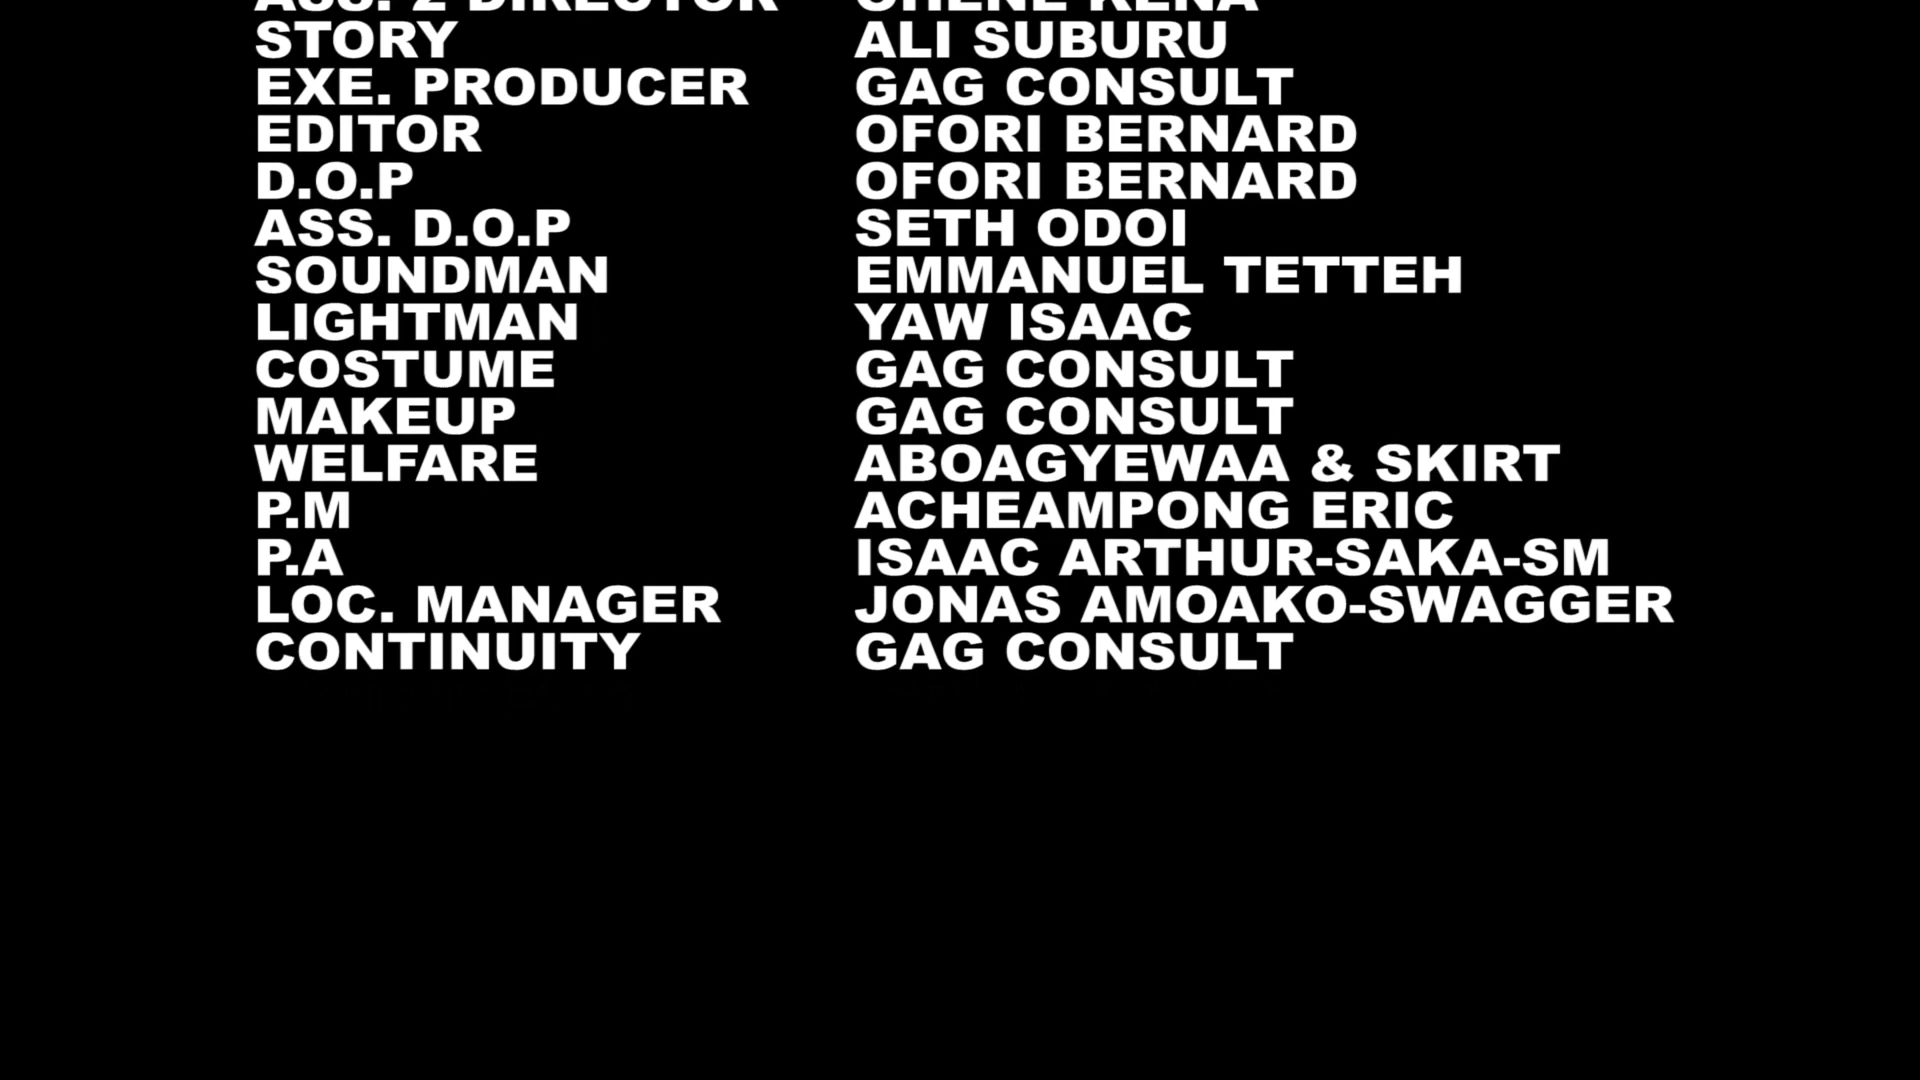 ASS. 2 DIRECTOR OHENE KENA
STORY ALI SUBURU
EXE. PRODUCER GAG CONSULT
EDITOR OFORI BERNARD
D.O.P OFORI BERNARD
ASS. D.O.P SETH ODOI
SOUNDMAN EMMANUEL TETTEH
LIGHTMAN YAW ISAAC
COSTUME GAG CONSULT
MAKEUP GAG CONSULT
WELFARE ABOAGYEWAA & SKIRT
P.M ACHEAMPONG ERIC
P.A ISAAC ARTHUR-SAKA-SM
LOC. MANAGER JONAS AMOAKO-SWAGGER
CONTINUITY GAG CONSULT